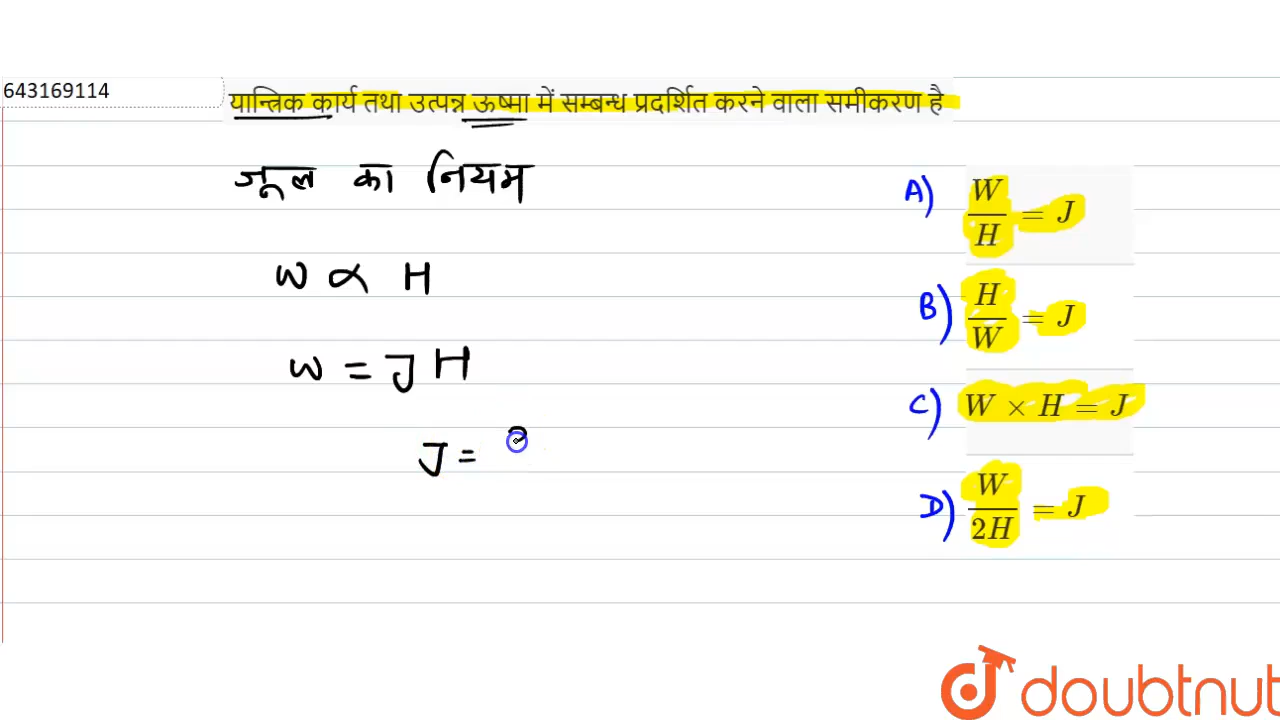 643169114
यान्त्रिक कार्य तथा उत्पन्न ऊष्मा में सम्बन्ध प्रदर्शित करने वाला समीकरण है
जूल का नियम
W ∝ H
W = J H
J =
A) W/H = J
B) H/W = J
C) W × H = J
D) W/2H = J
doubtnut